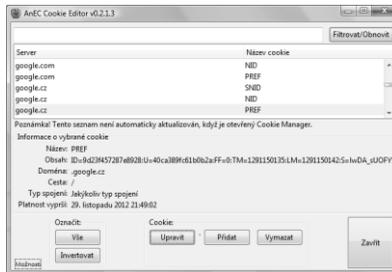 AnEC Cookie Editor v0.2.1.3
Filtrovat/Obnovit
Server Název cookie
google.com NID
google.com PREF
google.cz SNID
google.cz NID
google.cz PREF
Poznámka! Tento seznam není automaticky aktualizován, když je otevřený Cookie Manager.
Informace o vybrané cookie
Název: PREF
Obsah: ID=9d23f457287e8928:U=40ca389fc61b0b2a:FF=0:TM=1291150135:LM=1291150142:S=IwDA_sUOFY
Doména: .google.cz
Cesta: /
Typ spojení: Jakýkoliv typ spojení
Platnost vyprší: 29. listopadu 2012 21:49:02
Označit: Cookie:
Vše Upravit - Přidat Vymazat Zavřít
Invertovat
Možnosti